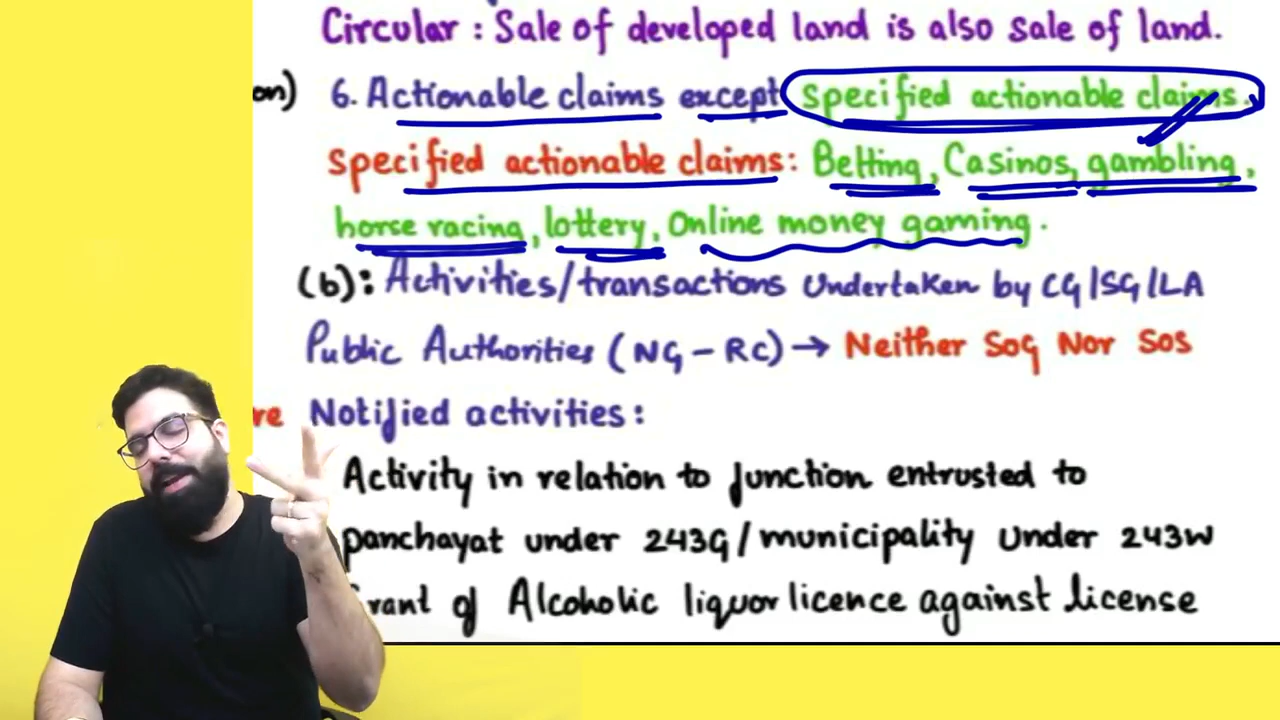 Circular : Sale of developed land is also sale of land.
on) 6. Actionable claims except specified actionable claims.
specified actionable claims: Betting, Casinos, gambling,
horse racing, lottery, Online money gaming.
(b): Activities/transactions undertaken by CG/SG/LA
Public Authorities (NG-RC) → Neither SOG Nor SOS
re Notified activities:
Activity in relation to function entrusted to
panchayat under 243G/municipality under 243W
Grant of Alcoholic liquor licence against license